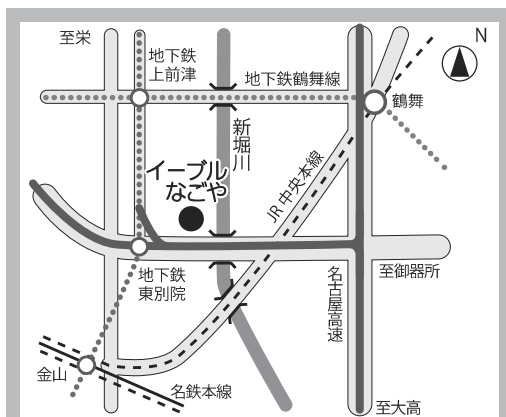 至栄
N
地下鉄
上前津
地下鉄鶴舞線
鶴舞
新堀川
イーブル
なごや
JR中央本線
地下鉄
東別院
名古屋高速
至御器所
金山
名鉄本線
至大高